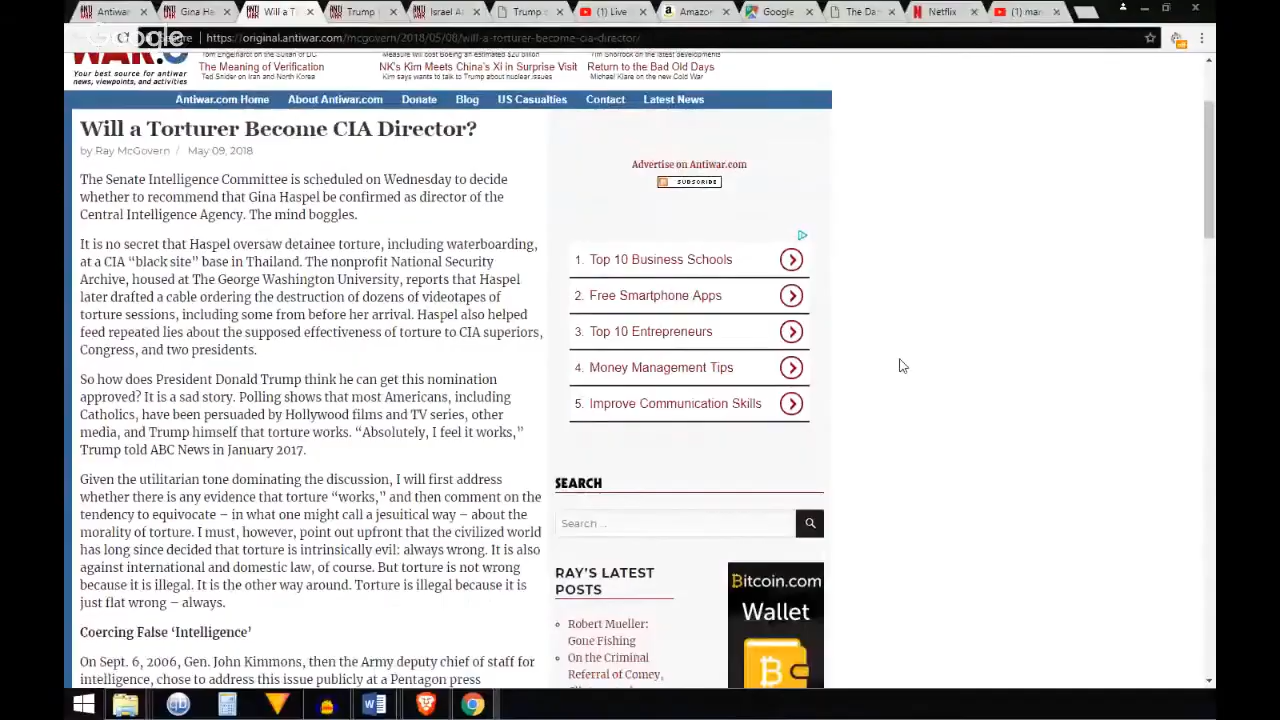 Antiwar
Gina He
Will a T
Trump
Israel A
Trump c
(1) Live
Amazon
Google
The Da
Netflix
(1) mar
Google
https://original.antiwar.com/mcgovern/2018/05/08/will-a-torturer-become-cia-director/
Your best source for antiwar
news, viewpoints, and activities
Tom Engelhardt on the Sultan of DC
The Meaning of Verification
Ted Snider on Iran and North Korea
Measure will cost Boeing an estimated $20 billion
NK's Kim Meets China's Xi in Surprise Visit
Kim says wants to talk to Trump about nuclear issues
Tim Shorrock on the latest developments
Return to the Bad Old Days
Michael Klare on the new Cold War
Antiwar.com Home About Antiwar.com Donate Blog US Casualties Contact Latest News
Will a Torturer Become CIA Director?
by Ray McGovern / May 09, 2018
The Senate Intelligence Committee is scheduled on Wednesday to decide
whether to recommend that Gina Haspel be confirmed as director of the
Central Intelligence Agency. The mind boggles.
It is no secret that Haspel oversaw detainee torture, including waterboarding,
at a CIA “black site” base in Thailand. The nonprofit National Security
Archive, housed at The George Washington University, reports that Haspel
later drafted a cable ordering the destruction of dozens of videotapes of
torture sessions, including some from before her arrival. Haspel also helped
feed repeated lies about the supposed effectiveness of torture to CIA superiors,
Congress, and two presidents.
So how does President Donald Trump think he can get this nomination
approved? It is a sad story. Polling shows that most Americans, including
Catholics, have been persuaded by Hollywood films and TV series, other
media, and Trump himself that torture works. “Absolutely, I feel it works,”
Trump told ABC News in January 2017.
Given the utilitarian tone dominating the discussion, I will first address
whether there is any evidence that torture “works,” and then comment on the
tendency to equivocate – in what one might call a jesuitical way – about the
morality of torture. I must, however, point out upfront that the civilized world
has long since decided that torture is intrinsically evil: always wrong. It is also
against international and domestic law, of course. But torture is not wrong
because it is illegal. It is the other way around. Torture is illegal because it is
just flat wrong – always.
Coercing False ‘Intelligence’
On Sept. 6, 2006, Gen. John Kimmons, then the Army deputy chief of staff for
intelligence, chose to address this issue publicly at a Pentagon press
Advertise on Antiwar.com
SUBSCRIBE
1. Top 10 Business Schools
2. Free Smartphone Apps
3. Top 10 Entrepreneurs
4. Money Management Tips
5. Improve Communication Skills
SEARCH
Search ...
RAY'S LATEST
POSTS
Robert Mueller:
Gone Fishing
On the Criminal
Referral of Comey,
Bitcoin.com
Wallet